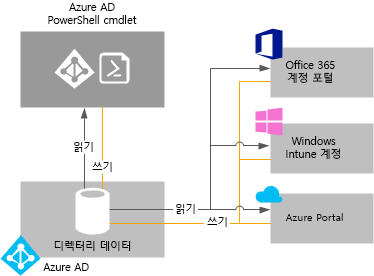 Azure AD
PowerShell cmdlet
Office 365
계정 포털
읽기
쓰기
Windows
Intune 계정
읽기
쓰기
Azure Portal
디렉터리 데이터
Azure AD